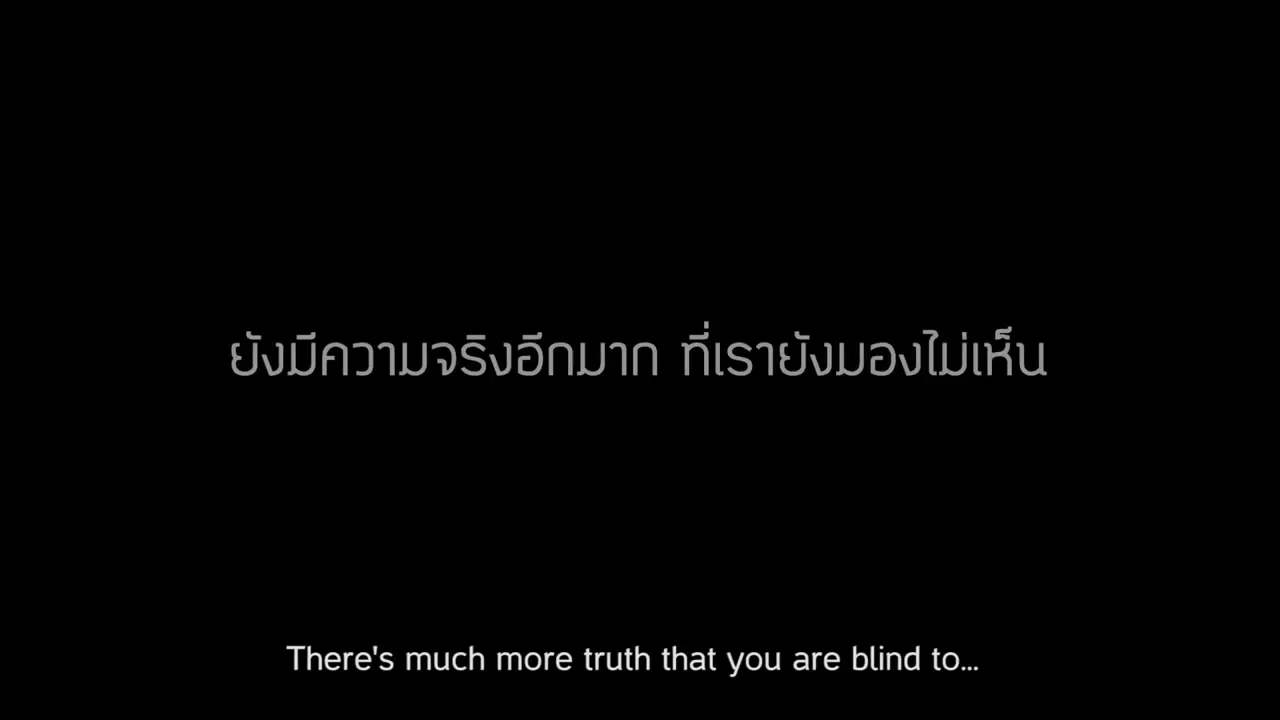 ยังมีความจริงอีกมาก ที่เรายังมองไม่เห็น
There's much more truth that you are blind to...